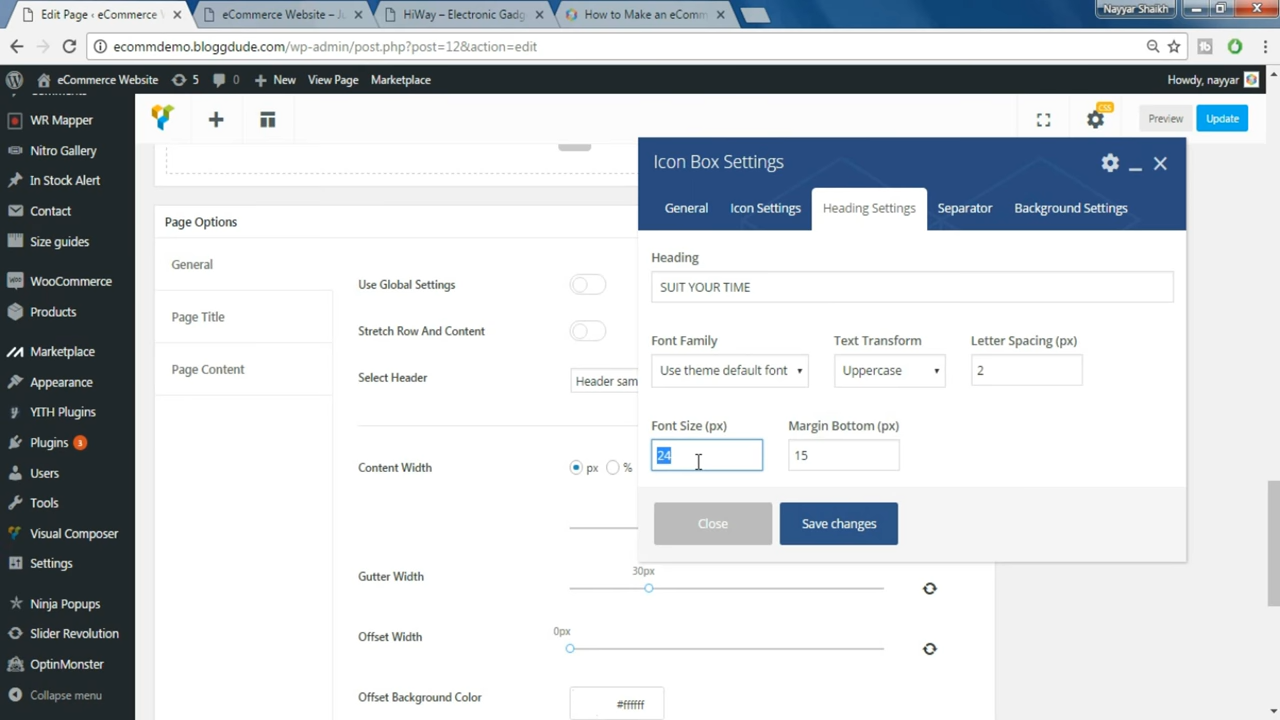 Edit Page ‹ eCommerce W
eCommerce Website – Ju
HiWay – Electronic Gadg
How to Make an eComm
Nayyar Shaikh
ecommdemo.bloggdude.com/wp-admin/post.php?post=12&action=edit
eCommerce Website
5
0
New
View Page
Marketplace
Howdy, nayyar
WR Mapper
Nitro Gallery
In Stock Alert
Contact
Size guides
WooCommerce
Products
Marketplace
Appearance
YITH Plugins
Plugins 3
Users
Tools
Visual Composer
Settings
Ninja Popups
Slider Revolution
OptinMonster
Collapse menu
CSS
Preview
Update
Page Options
General
Page Title
Page Content
Use Global Settings
Stretch Row And Content
Select Header
Header sam
Content Width
px
%
Gutter Width
30px
Offset Width
0px
Offset Background Color
#ffffff
Icon Box Settings
General
Icon Settings
Heading Settings
Separator
Background Settings
Heading
SUIT YOUR TIME
Font Family
Text Transform
Letter Spacing (px)
Use theme default font
Uppercase
2
Font Size (px)
Margin Bottom (px)
24
15
Close
Save changes